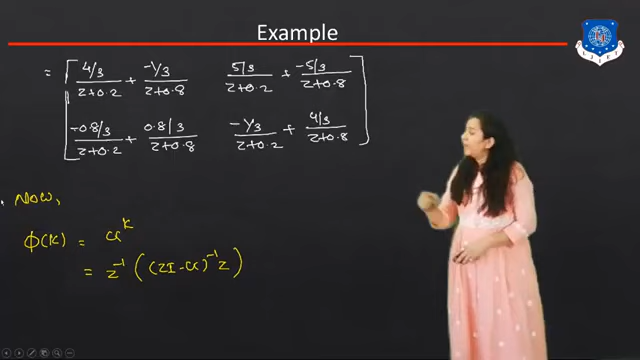 Example
= [ 4/3 / z+0.2 + -1/3 / z+0.8    5/3 / z+0.2 + -5/3 / z+0.8 ]
[ -0.8/3 / z+0.2 + 0.8/3 / z+0.8    -1/3 / z+0.2 + 4/3 / z+0.8 ]
Now,
φ(k) = G^k
= z^-1 ( (zI - G)^-1 z )
LJIET